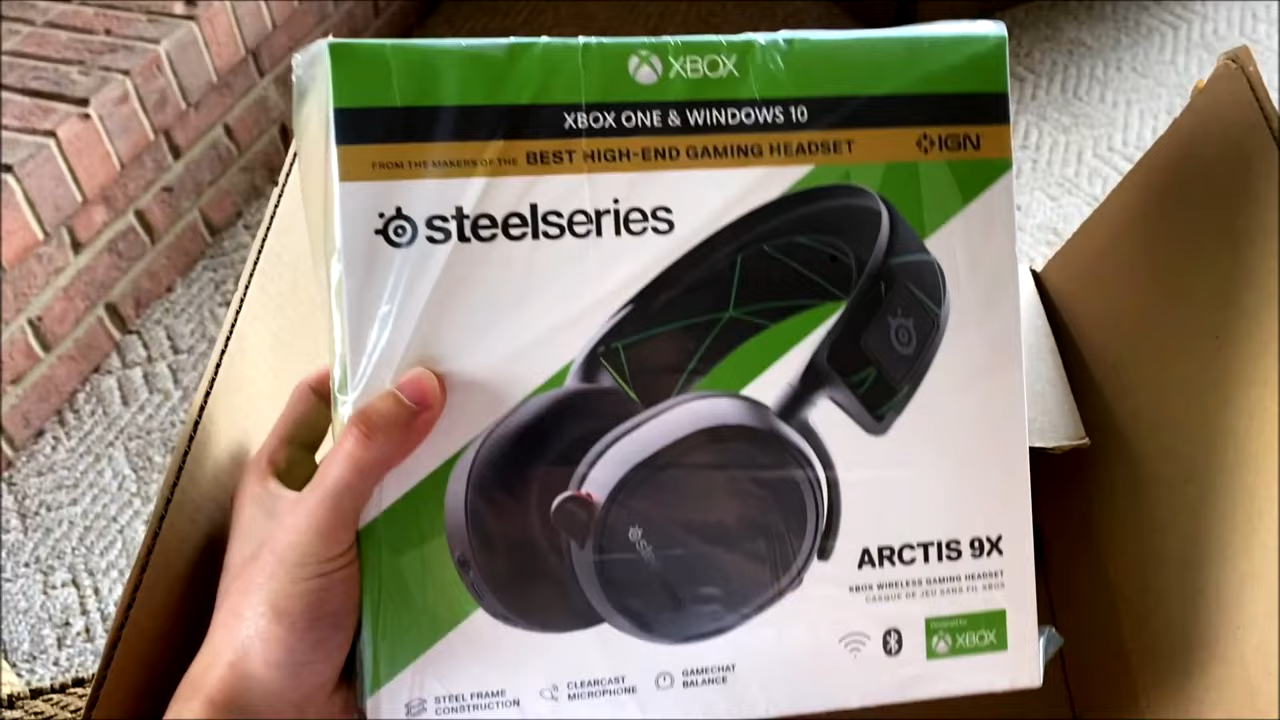 XBOX
XBOX ONE & WINDOWS 10
FROM THE MAKERS OF THE BEST HIGH-END GAMING HEADSET IGN
steelseries
ARCTIS 9X
XBOX WIRELESS GAMING HEADSET
CASQUE DE JEU SANS FIL XBOX
Designed for
XBOX
STEEL FRAME
CONSTRUCTION
CLEARCAST
MICROPHONE
GAMECHAT
BALANCE